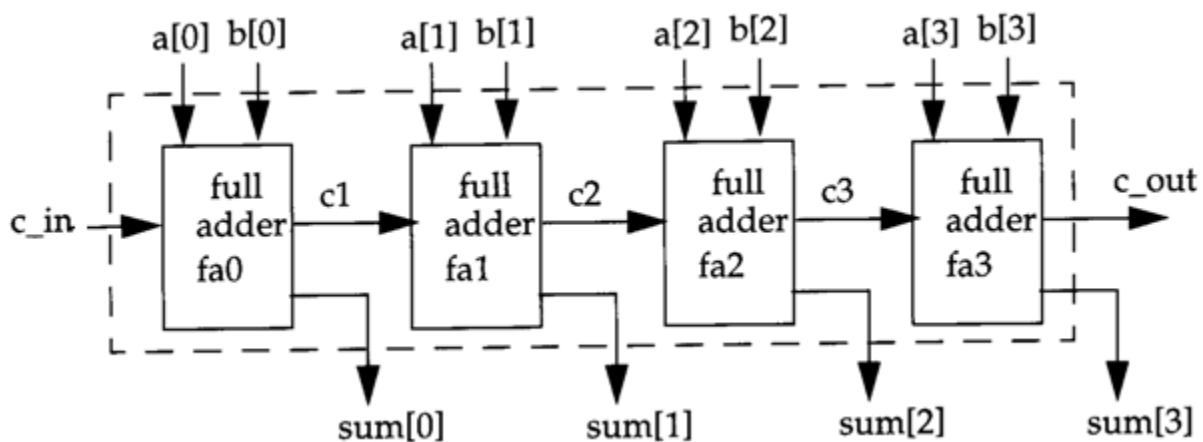 a[0] b[0] a[1] b[1] a[2] b[2] a[3] b[3]
full full full full
c_in adder c1 adder c2 adder c3 adder c_out
fa0 fa1 fa2 fa3
sum[0] sum[1] sum[2] sum[3]